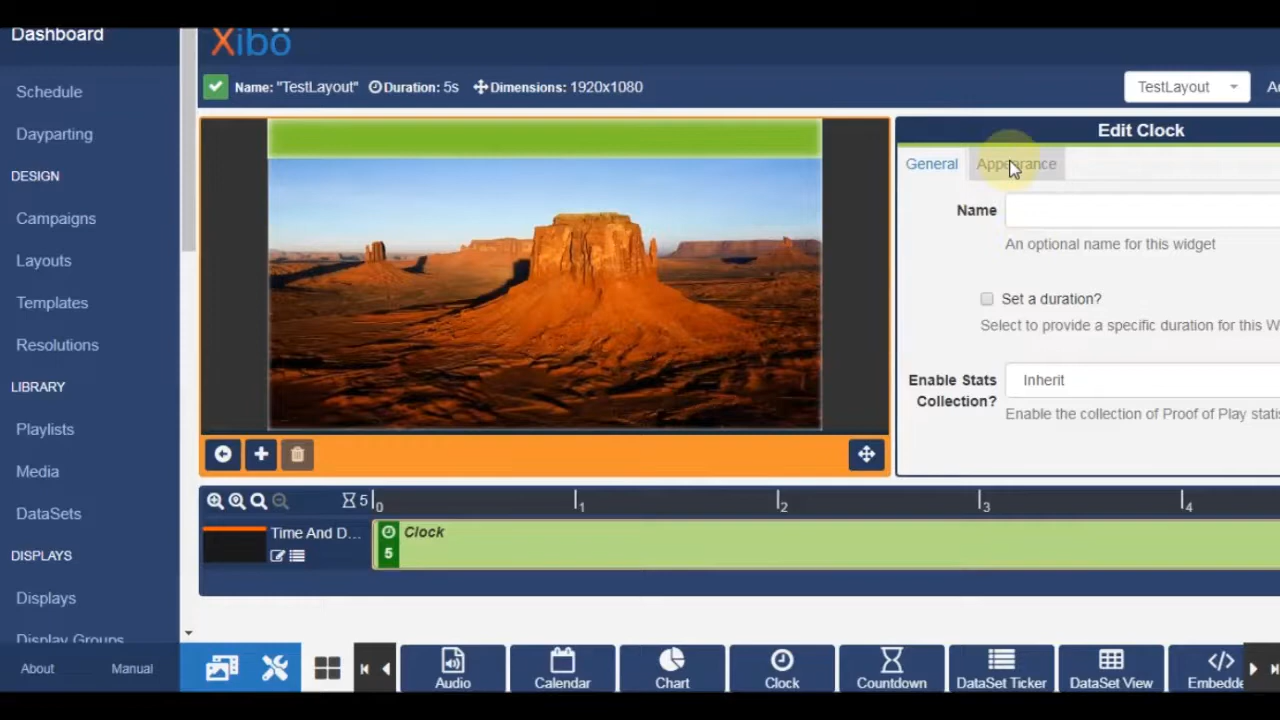 Dashboard
Schedule
Dayparting
DESIGN
Campaigns
Layouts
Templates
Resolutions
LIBRARY
Playlists
Media
DataSets
DISPLAYS
Displays
Display Groups
About Manual
Xibo
Name: "TestLayout" Duration: 5s Dimensions: 1920x1080
TestLayout
Edit Clock
General Appearance
Name
An optional name for this widget
Set a duration?
Select to provide a specific duration for this W
Enable Stats
Collection?
Inherit
Enable the collection of Proof of Play stati
5 0 1 2 3 4
Time And D... Clock
5
Audio Calendar Chart Clock Countdown DataSet Ticker DataSet View Embedde